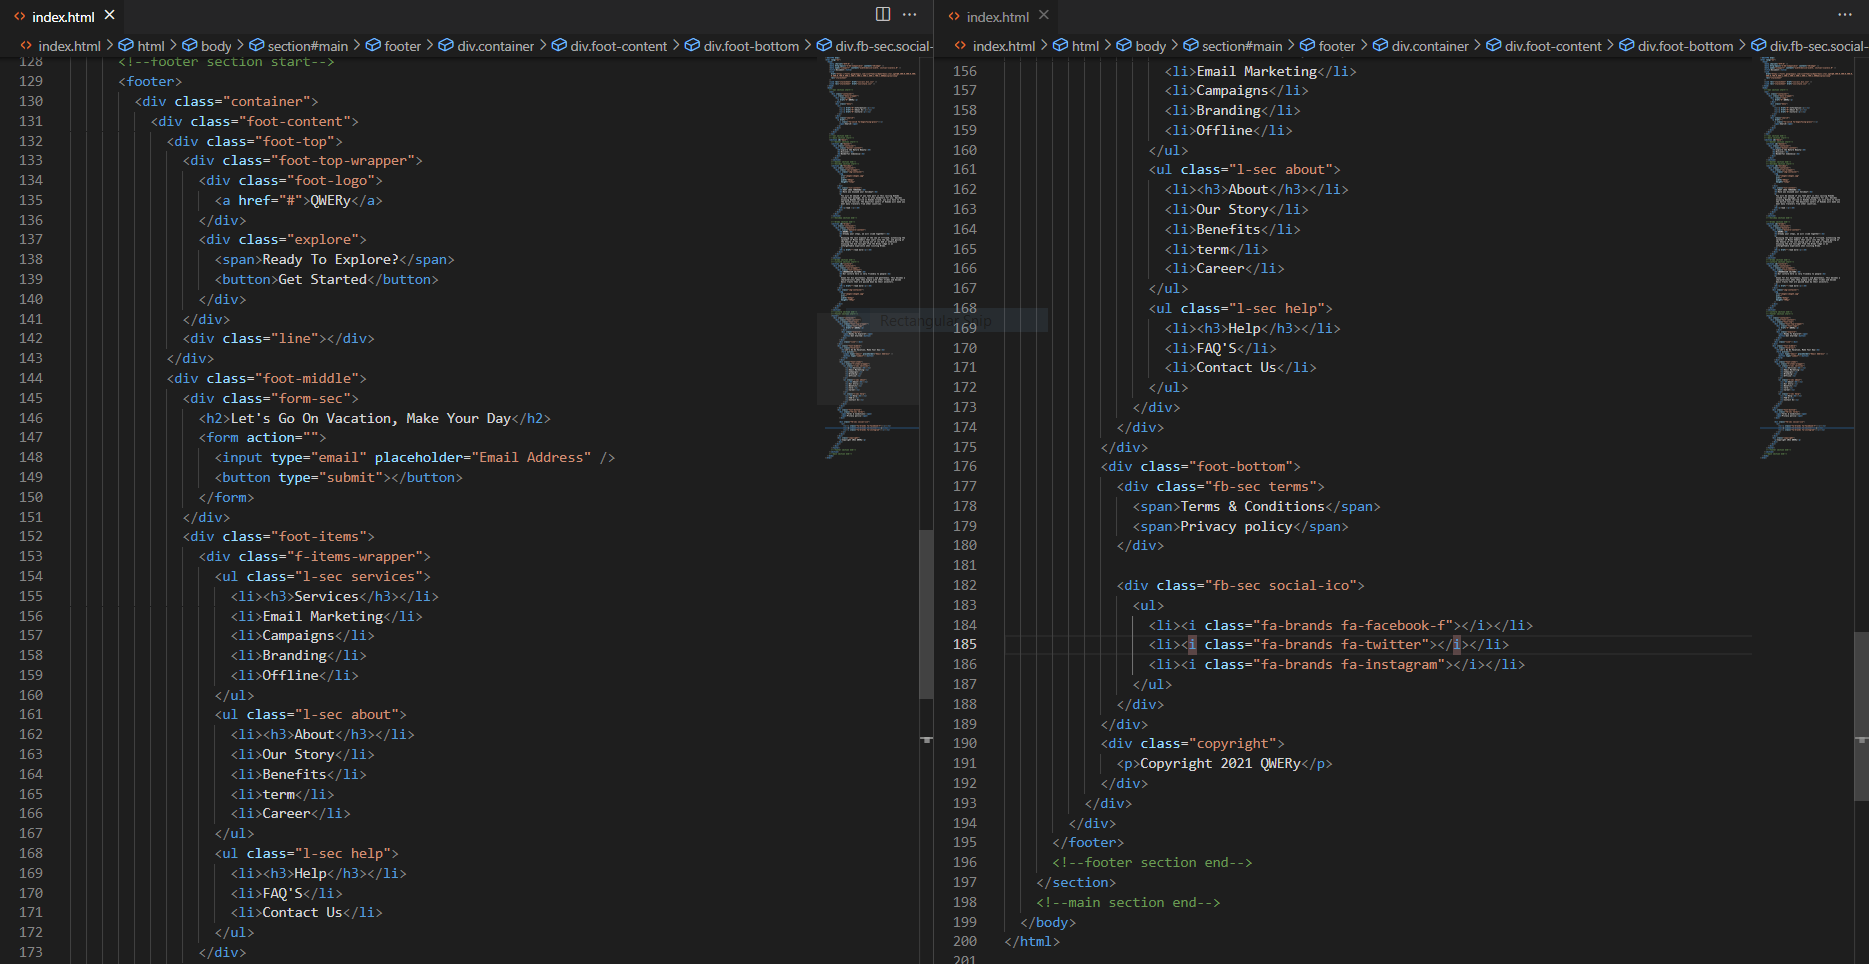 index.html
index.html > html > body > section#main > footer > div.container > div.foot-content > div.foot-bottom > div.fb-sec.social-
128 <!--footer section start-->
129 <footer>
130 <div class="container">
131 <div class="foot-content">
132 <div class="foot-top">
133 <div class="foot-top-wrapper">
134 <div class="foot-logo">
135 <a href="#">QWERy</a>
136 </div>
137 <div class="explore">
138 <span>Ready To Explore?</span>
139 <button>Get Started</button>
140 </div>
141 </div>
142 <div class="line"></div>
143 </div>
144 <div class="foot-middle">
145 <div class="form-sec">
146 <h2>Let's Go On Vacation, Make Your Day</h2>
147 <form action="">
148 <input type="email" placeholder="Email Address" />
149 <button type="submit"></button>
150 </form>
151 </div>
152 <div class="foot-items">
153 <div class="f-items-wrapper">
154 <ul class="l-sec services">
155 <li><h3>Services</h3></li>
156 <li>Email Marketing</li>
157 <li>Campaigns</li>
158 <li>Branding</li>
159 <li>Offline</li>
160 </ul>
161 <ul class="l-sec about">
162 <li><h3>About</h3></li>
163 <li>Our Story</li>
164 <li>Benefits</li>
165 <li>term</li>
166 <li>Career</li>
167 </ul>
168 <ul class="l-sec help">
169 <li><h3>Help</h3></li>
170 <li>FAQ'S</li>
171 <li>Contact Us</li>
172 </ul>
173 </div>
index.html
index.html > html > body > section#main > footer > div.container > div.foot-content > div.foot-bottom > div.fb-sec.social-
156 <li>Email Marketing</li>
157 <li>Campaigns</li>
158 <li>Branding</li>
159 <li>Offline</li>
160 </ul>
161 <ul class="l-sec about">
162 <li><h3>About</h3></li>
163 <li>Our Story</li>
164 <li>Benefits</li>
165 <li>term</li>
166 <li>Career</li>
167 </ul>
168 <ul class="l-sec help">
Rectangular Snip
169 <li><h3>Help</h3></li>
170 <li>FAQ'S</li>
171 <li>Contact Us</li>
172 </ul>
173 </div>
174 </div>
175 </div>
176 <div class="foot-bottom">
177 <div class="fb-sec terms">
178 <span>Terms & Conditions</span>
179 <span>Privacy policy</span>
180 </div>
181
182 <div class="fb-sec social-ico">
183 <ul>
184 <li><i class="fa-brands fa-facebook-f"></i></li>
185 <li><i class="fa-brands fa-twitter"></i></li>
186 <li><i class="fa-brands fa-instagram"></i></li>
187 </ul>
188 </div>
189 </div>
190 <div class="copyright">
191 <p>Copyright 2021 QWERy</p>
192 </div>
193 </div>
194 </div>
195 </footer>
196 <!--footer section end-->
197 </section>
198 <!--main section end-->
199 </body>
200 </html>
201